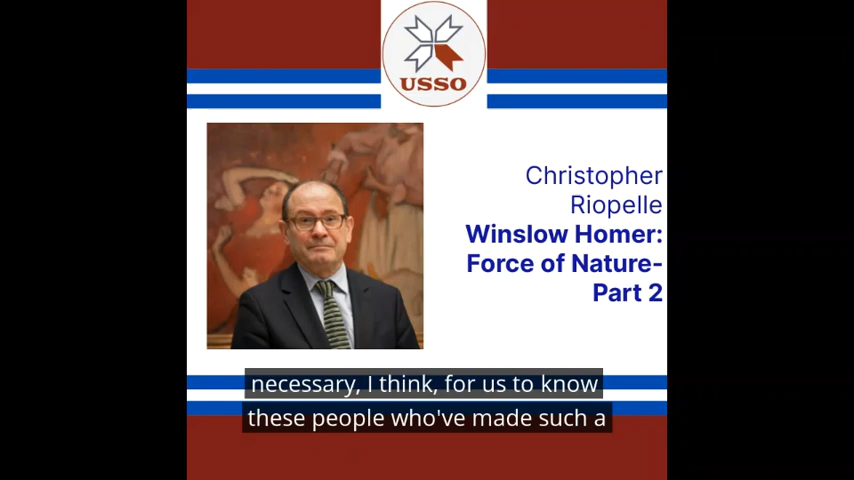 USSO
Christopher
Riopelle
Winslow Homer:
Force of Nature-
Part 2
necessary, I think, for us to know
these people who've made such a